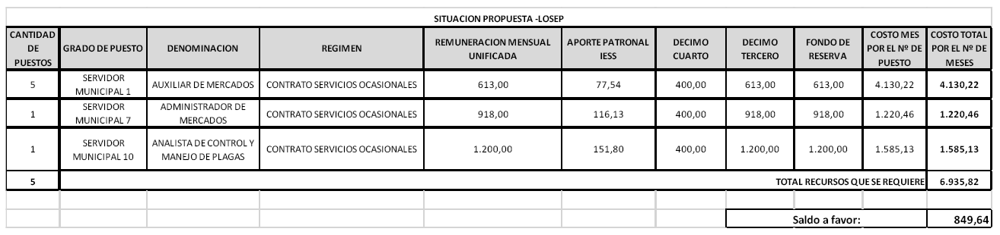 SITUACION PROPUESTA -LOSEP
CANTIDAD DE PUESTOS GRADO DE PUESTO DENOMINACION REGIMEN REMUNERACION MENSUAL UNIFICADA APORTE PATRONAL IESS DECIMO CUARTO DECIMO TERCERO FONDO DE RESERVA COSTO MES POR EL Nº DE PUESTO COSTO TOTAL POR EL Nº DE MESES
5 SERVIDOR MUNICIPAL 1 AUXILIAR DE MERCADOS CONTRATO SERVICIOS OCASIONALES 613,00 77,54 400,00 613,00 613,00 4.130,22 4.130,22
1 SERVIDOR MUNICIPAL 7 ADMINISTRADOR DE MERCADOS CONTRATO SERVICIOS OCASIONALES 918,00 116,13 400,00 918,00 918,00 1.220,46 1.220,46
1 SERVIDOR MUNICIPAL 10 ANALISTA DE CONTROL Y MANEJO DE PLAGAS CONTRATO SERVICIOS OCASIONALES 1.200,00 151,80 400,00 1.200,00 1.200,00 1.585,13 1.585,13
5 TOTAL RECURSOS QUE SE REQUIERE 6.935,82
Saldo a favor: 849,64